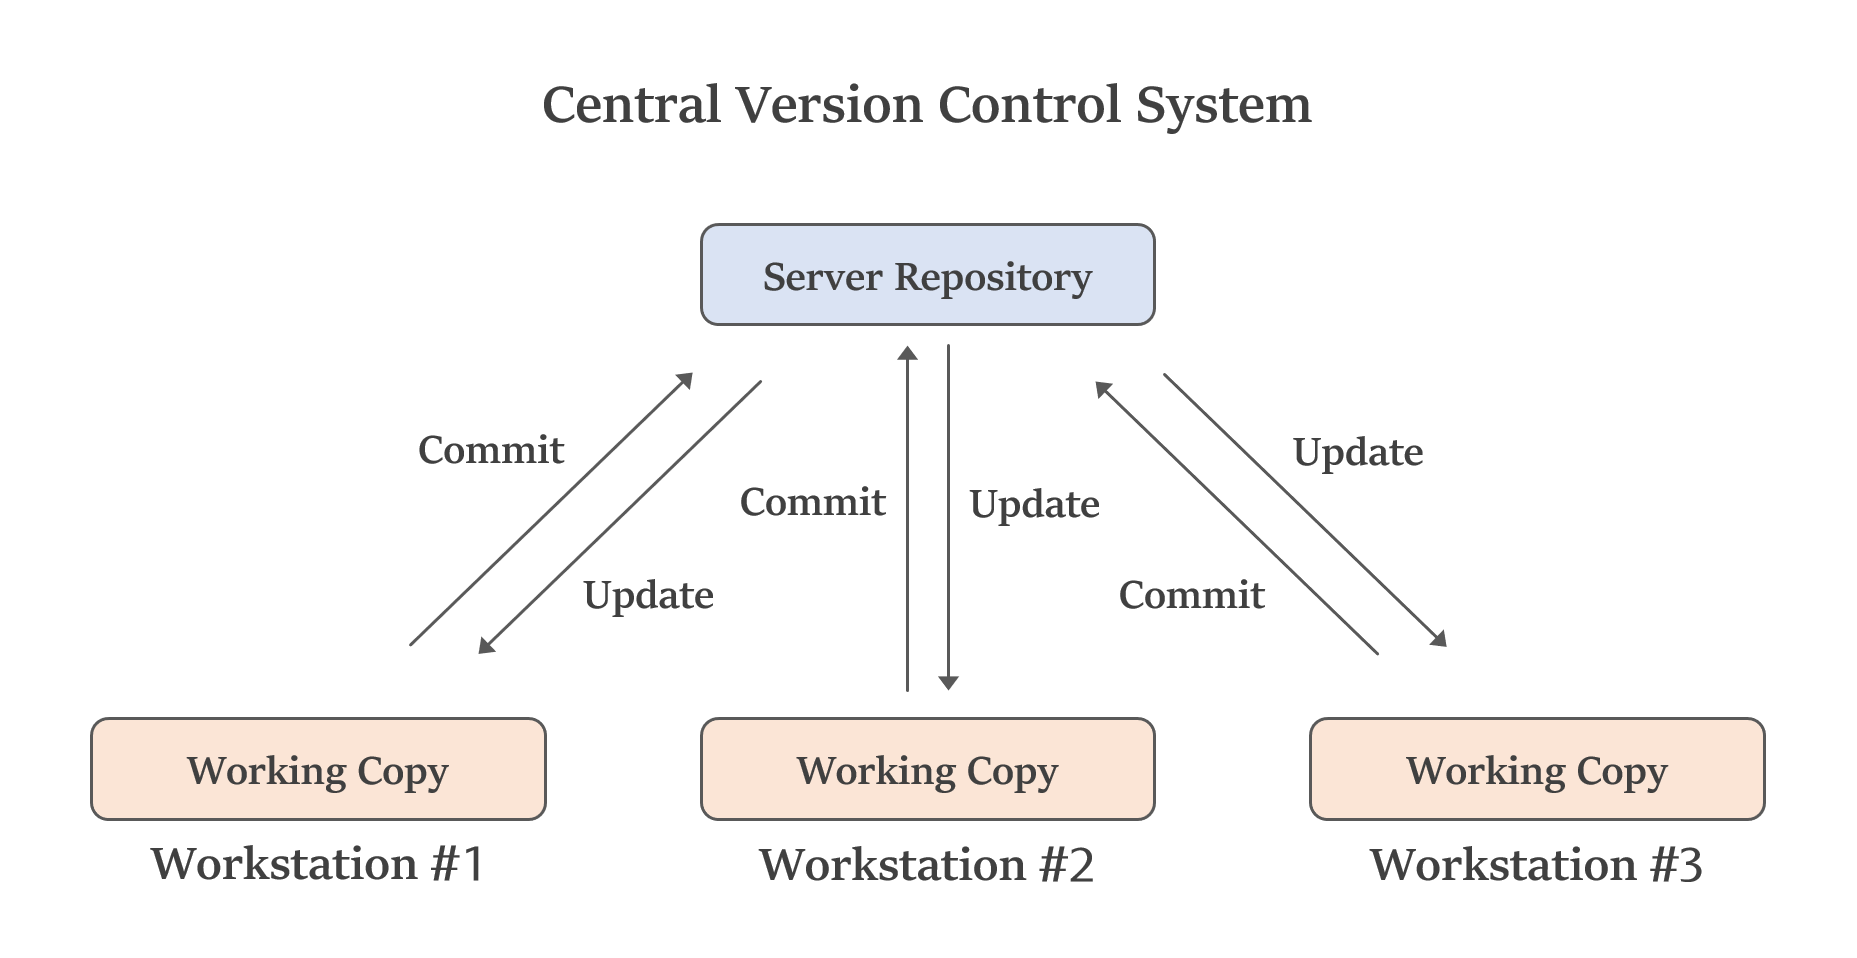 Central Version Control System
Server Repository
Commit
Update
Commit
Update
Update
Commit
Working Copy
Working Copy
Working Copy
Workstation #1
Workstation #2
Workstation #3